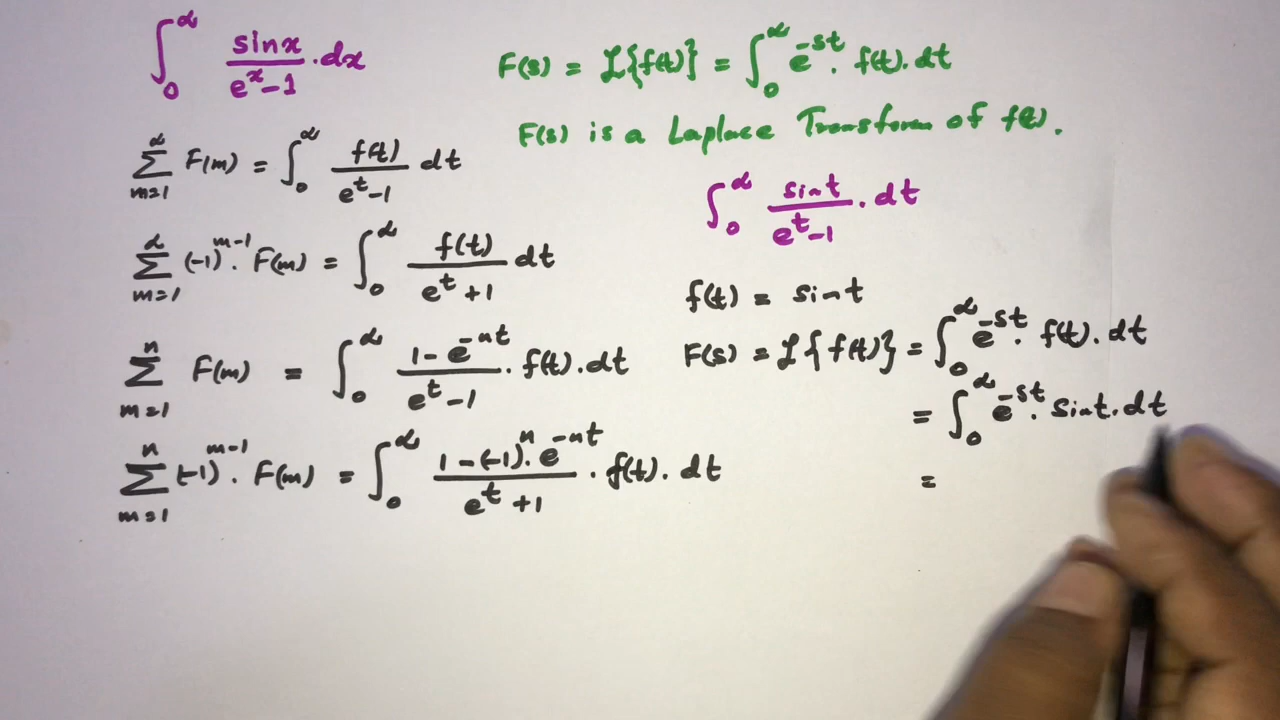 ∫₀^∞ sinx/(e^x−1) · dx
F(s) = ℒ{f(t)} = ∫₀^∞ e^(−st) · f(t) · dt
F(s) is a Laplace Transform of f(t).
∑_(m=1)^∞ F(m) = ∫₀^∞ f(t)/(e^t−1) dt
∑_(m=1)^∞ (−1)^(m−1) · F(m) = ∫₀^∞ f(t)/(e^t+1) dt
∑_(m=1)^n F(m) = ∫₀^∞ (1−e^(−nt))/(e^t−1) · f(t) · dt
∑_(m=1)^n (−1)^(m−1) · F(m) = ∫₀^∞ (1−(−1)^n · e^(−nt))/(e^t+1) · f(t) · dt
∫₀^∞ sint/(e^t−1) · dt
f(t) = sint
F(s) = ℒ{f(t)} = ∫₀^∞ e^(−st) · f(t) · dt
= ∫₀^∞ e^(−st) · sint · dt
=